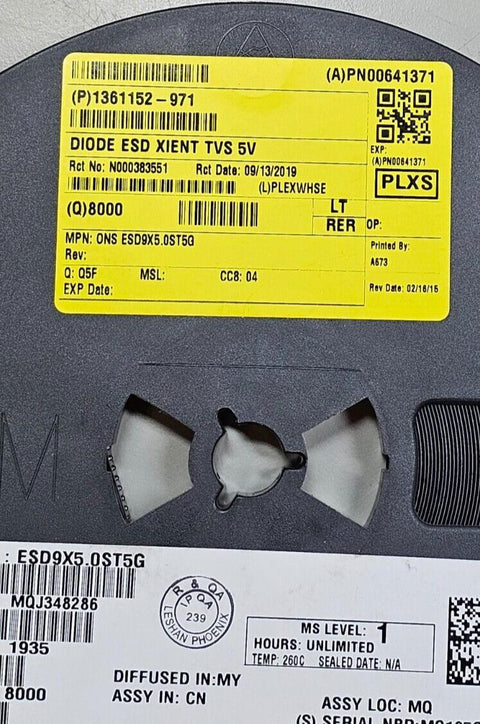 (A)PN00641371
(P)1361152-971
DIODE ESD XIENT TVS 5V
EXP:
(A)PN00641371
Rct No: N000383551 Rct Date: 09/13/2019
PLXS
(L)PLEXWHSE
(Q)8000
LT
RER
OP:
MPN: ONS ESD9X5.0ST5G
Rev:
Printed By:
A673
Q: Q5F MSL: CC8: 04
EXP Date:
Rev Date: 02/16/15
M
: ESD9X5.0ST5G
MQJ348286
R & QA
IPQA
239
LESHAN PHOENIX
1935
MS LEVEL: 1
HOURS: UNLIMITED
TEMP: 260C SEALED DATE: N/A
DIFFUSED IN:MY
8000
ASSY IN: CN
ASSY LOC: MQ
(S) SERIAL